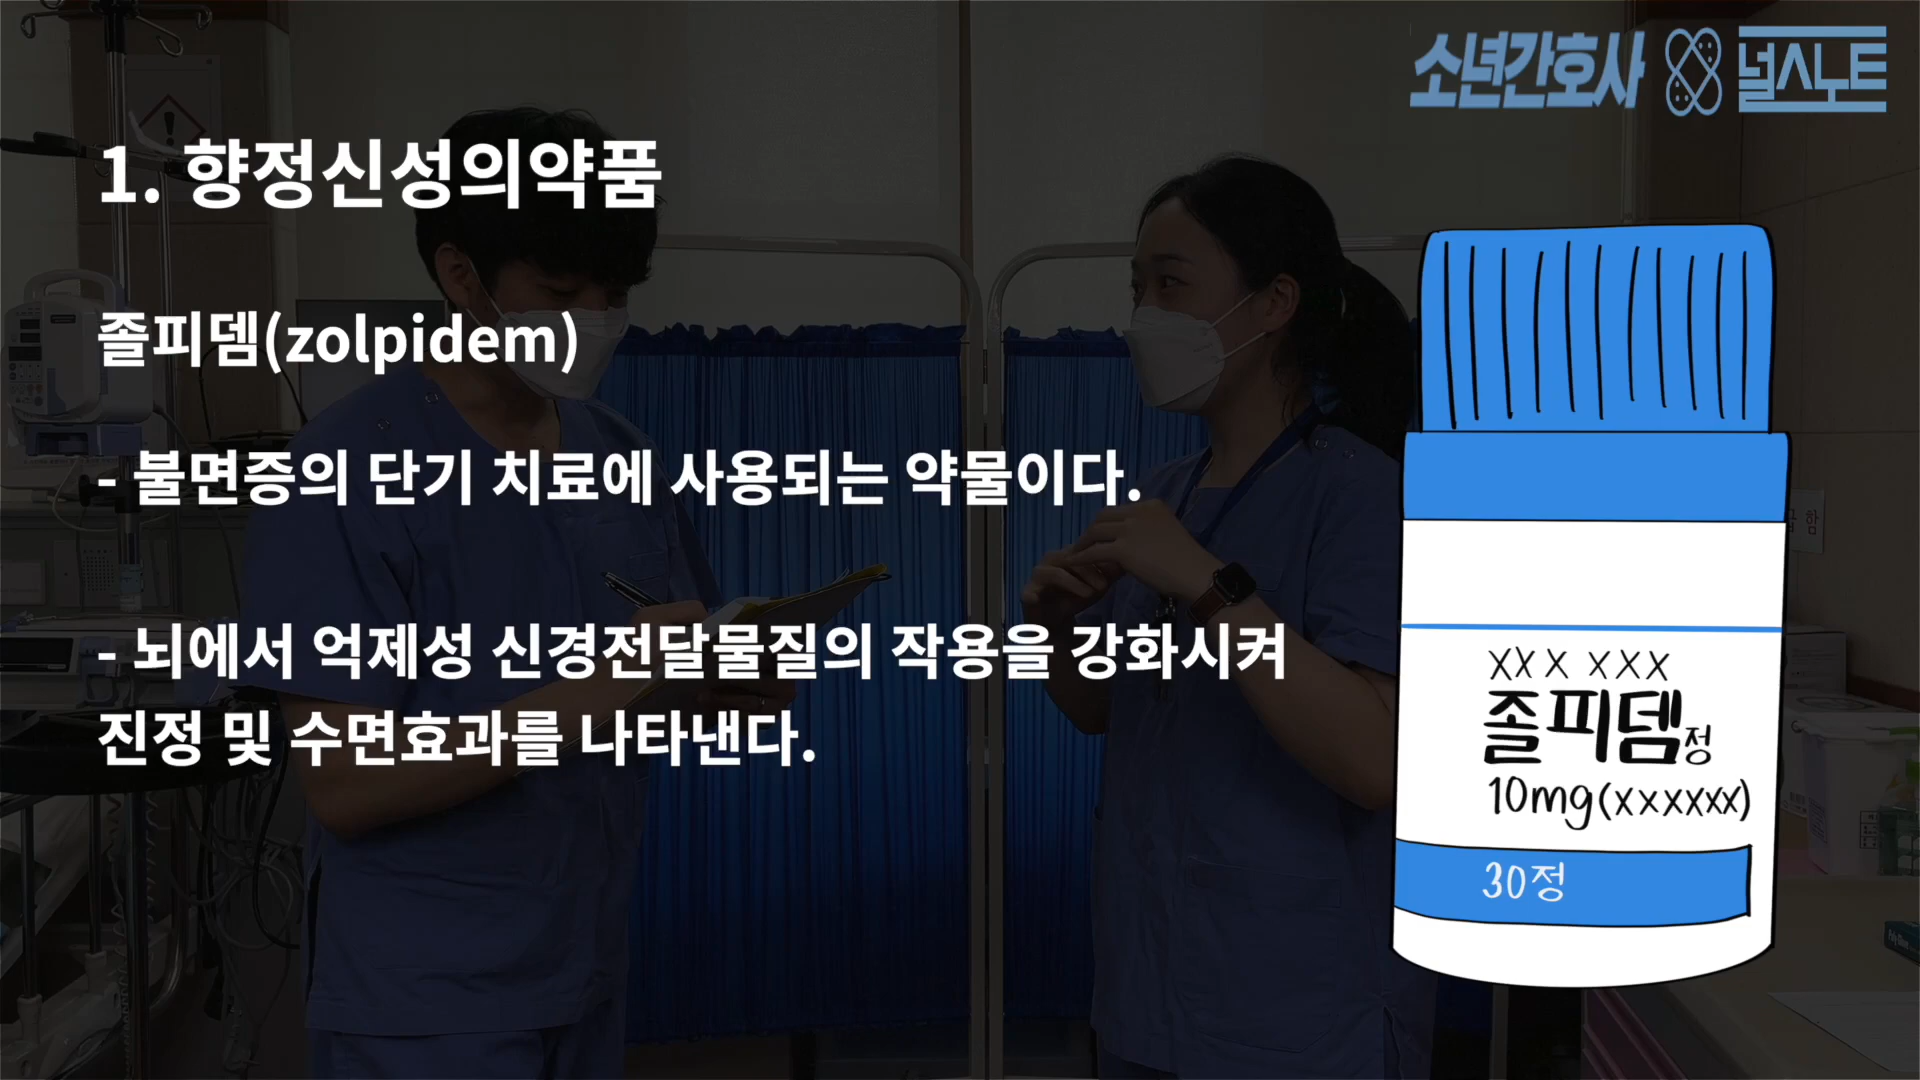 소년간호사 널스노트
1. 향정신성의약품
졸피뎀(zolpidem)
- 불면증의 단기 치료에 사용되는 약물이다.
- 뇌에서 억제성 신경전달물질의 작용을 강화시켜
진정 및 수면효과를 나타낸다.
XXX XXX
졸피뎀정
10mg(xxxxxx)
30정